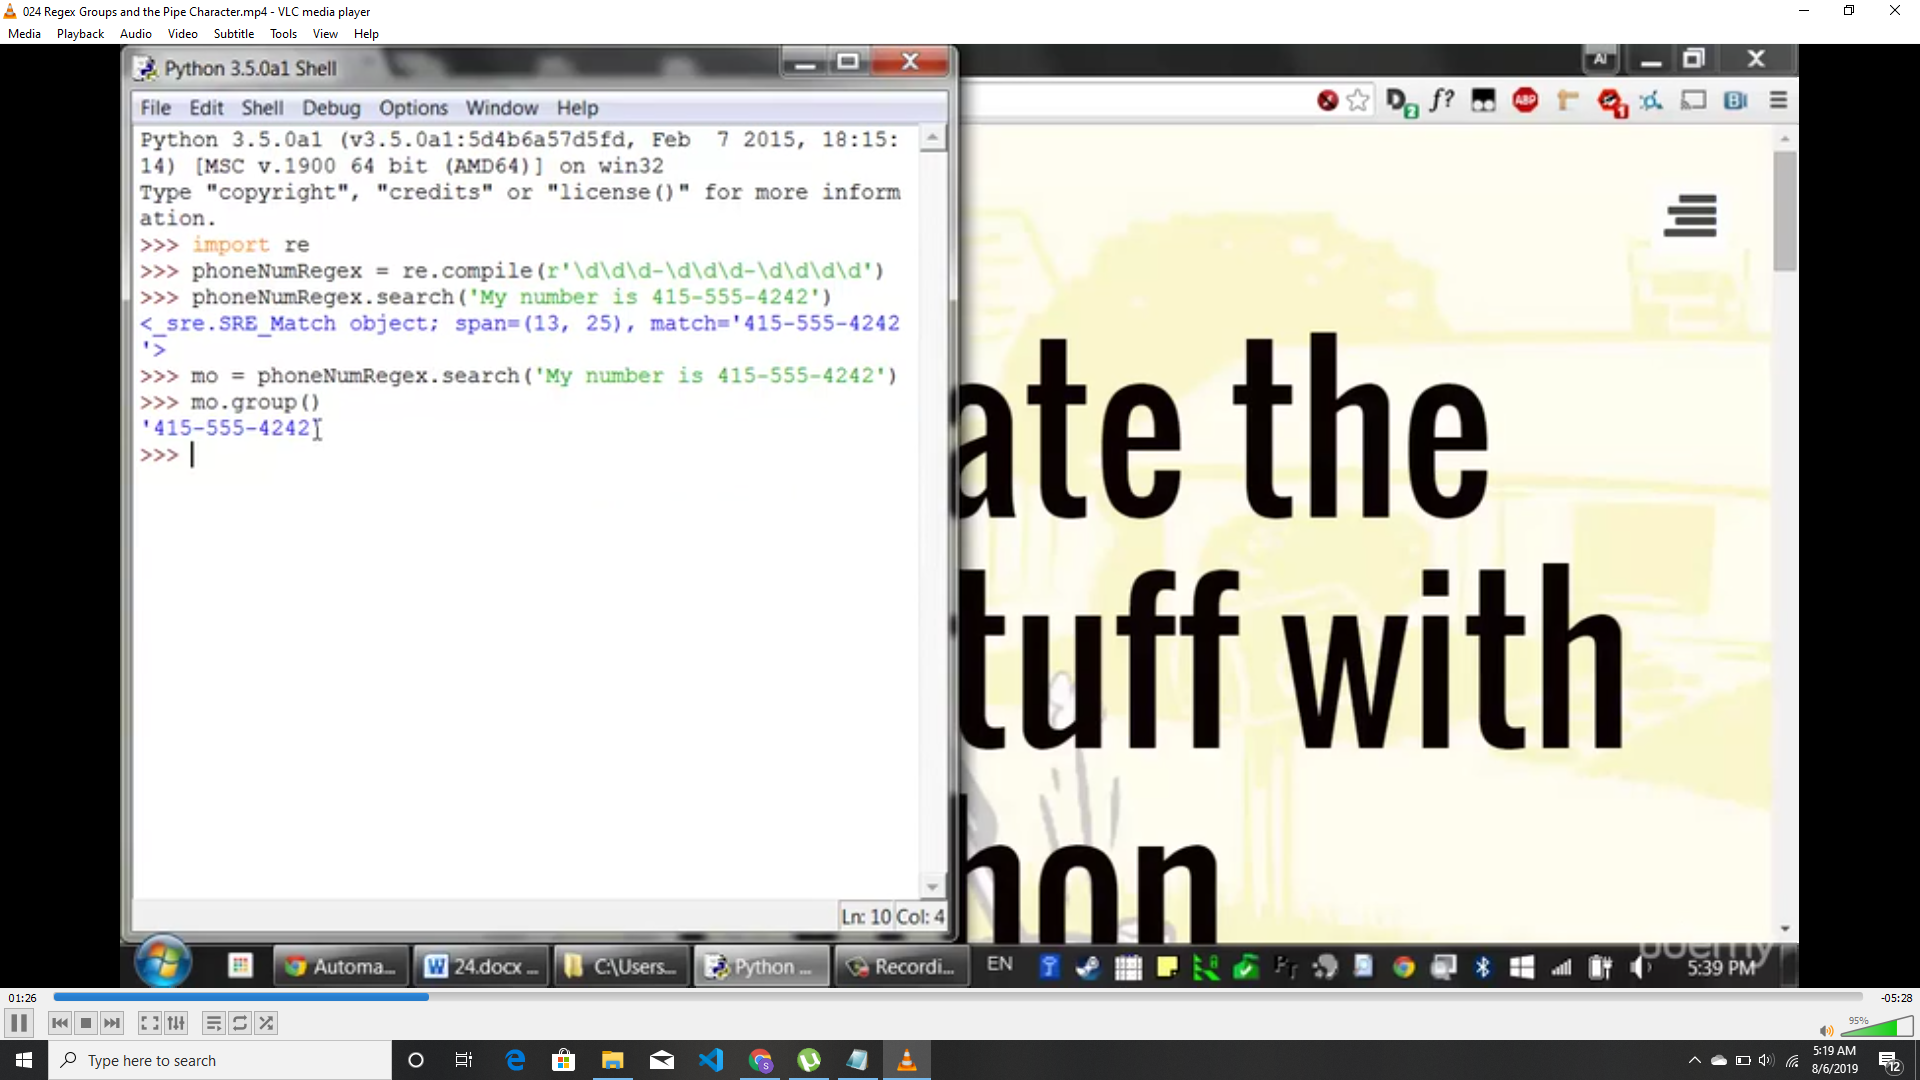 024 Regex Groups and the Pipe Character.mp4 - VLC media player
Media Playback Audio Video Subtitle Tools View Help
Python 3.5.0a1 Shell
File Edit Shell Debug Options Window Help
Python 3.5.0a1 (v3.5.0a1:5d4b6a57d5fd, Feb  7 2015, 18:15:
14) [MSC v.1900 64 bit (AMD64)] on win32
Type "copyright", "credits" or "license()" for more inform
ation.
>>> import re
>>> phoneNumRegex = re.compile(r'\d\d\d-\d\d\d-\d\d\d\d')
>>> phoneNumRegex.search('My number is 415-555-4242')
<_sre.SRE_Match object; span=(13, 25), match='415-555-4242
'>
>>> mo = phoneNumRegex.search('My number is 415-555-4242')
>>> mo.group()
'415-555-4242'
>>>
Ln: 10 Col: 4
AI
D 2 f? ABP 1 B
ate the
tuff with
hon
udemy
Automa... 24.docx ... C:\Users... Python ... Recordi... EN 5:39 PM
01:26 -05:28
95%
Type here to search
5:19 AM
8/6/2019
12